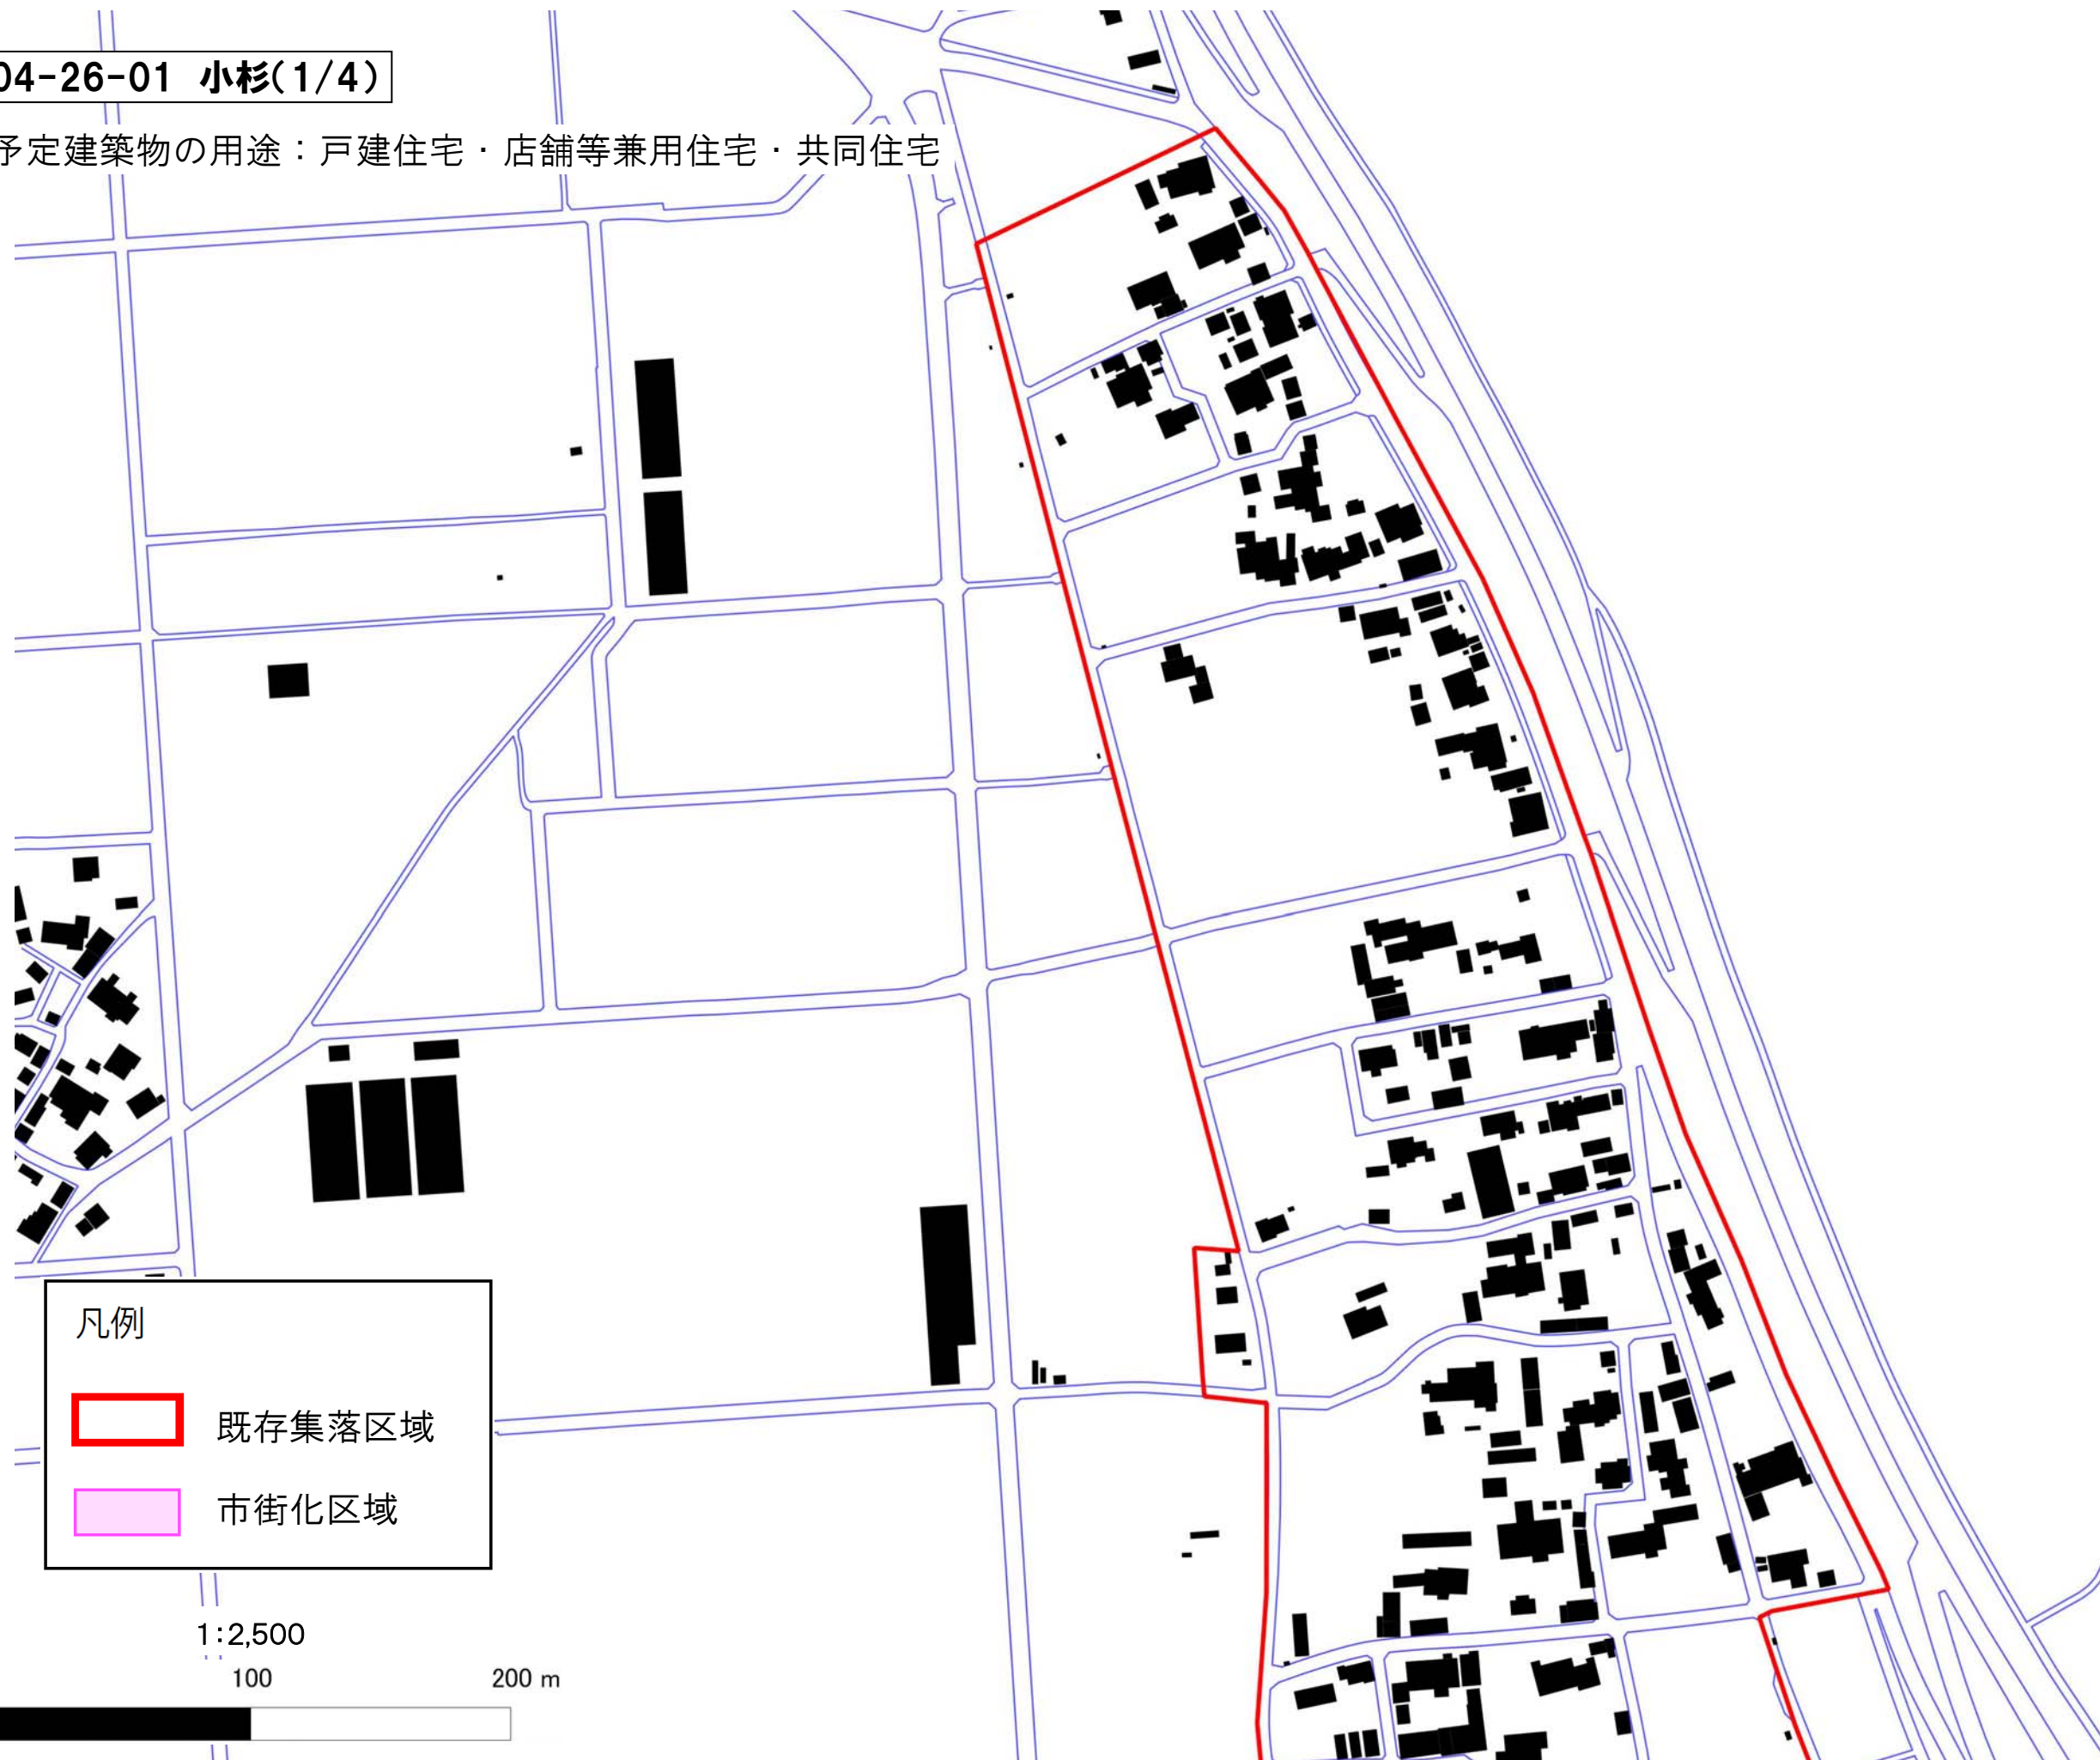 04-26-01 小杉(1/4)
予定建築物の用途：戸建住宅・店舗等兼用住宅・共同住宅
凡例
既存集落区域
市街化区域
1:2,500
100 200 m